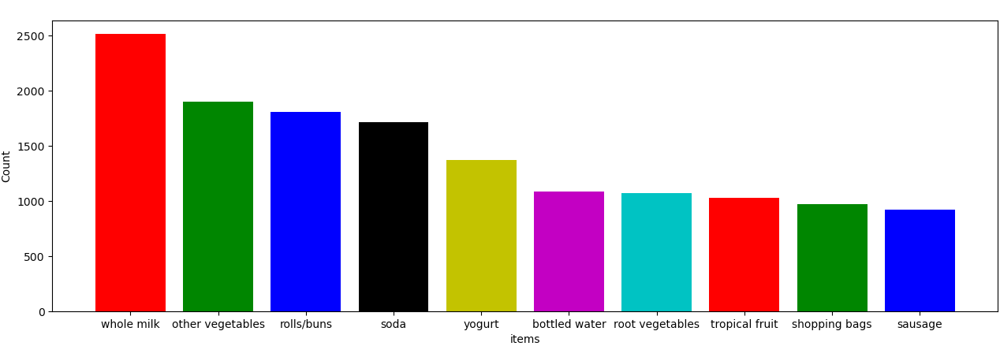 2500
2000
1500
1000
500
0
Count
whole milk other vegetables rolls/buns soda yogurt bottled water root vegetables tropical fruit shopping bags sausage
items